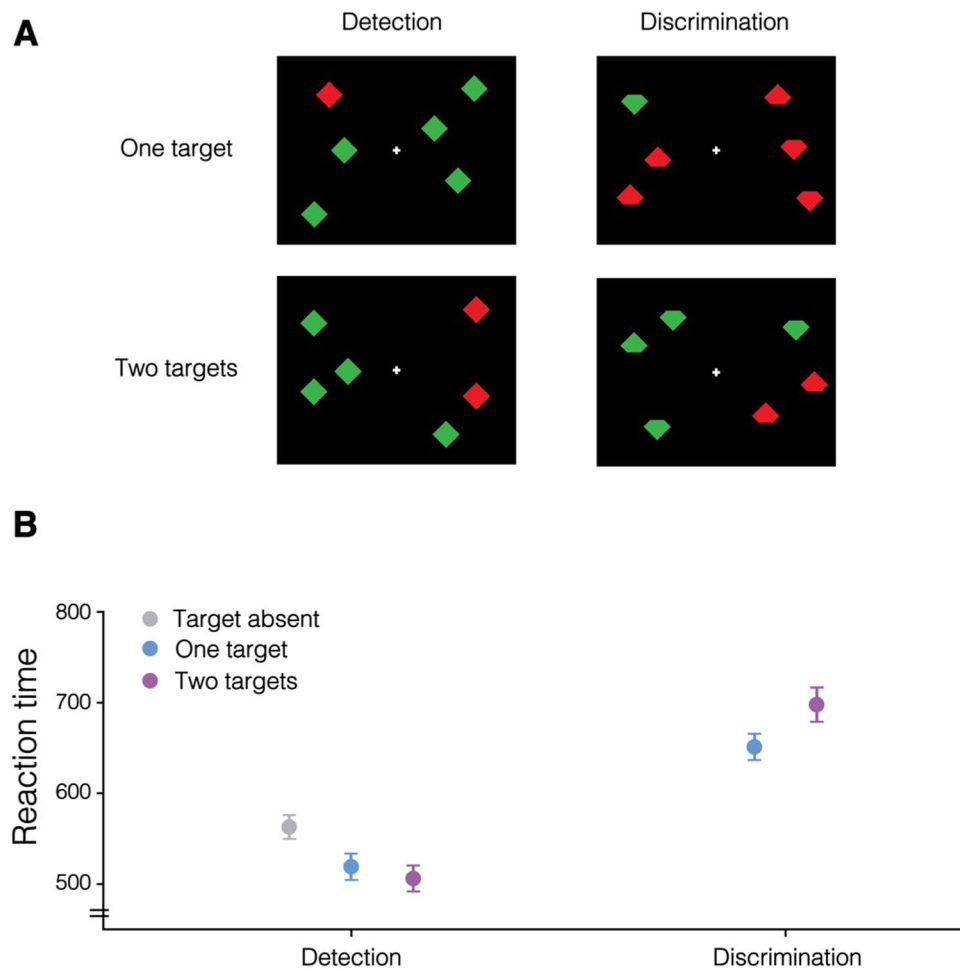 A
Detection
Discrimination
One target
Two targets
B
800
700
600
500
Reaction time
Target absent
One target
Two targets
Detection
Discrimination